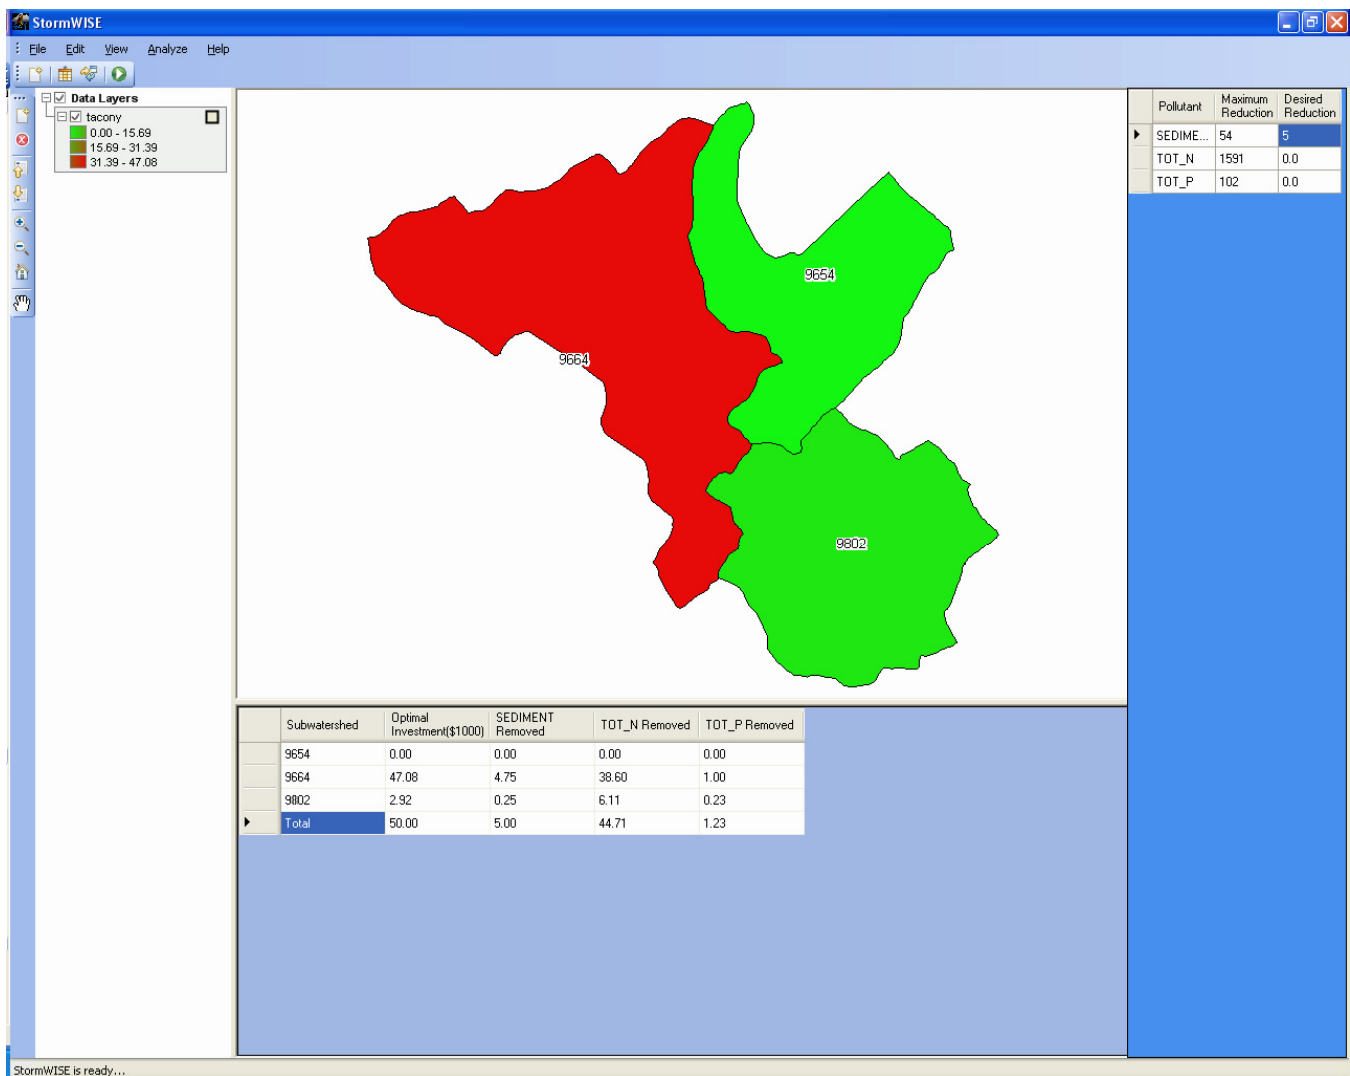 StormWISE
File Edit View Analyze Help
Data Layers
tacony
0.00 - 15.69
15.69 - 31.39
31.39 - 47.08
9654
9664
9802
Pollutant Maximum Reduction Desired Reduction
SEDIME... 54 5
TOT_N 1591 0.0
TOT_P 102 0.0
Subwatershed Optimal Investment($1000) SEDIMENT Removed TOT_N Removed TOT_P Removed
9654 0.00 0.00 0.00 0.00
9664 47.08 4.75 38.60 1.00
9802 2.92 0.25 6.11 0.23
Total 50.00 5.00 44.71 1.23
StormWISE is ready...